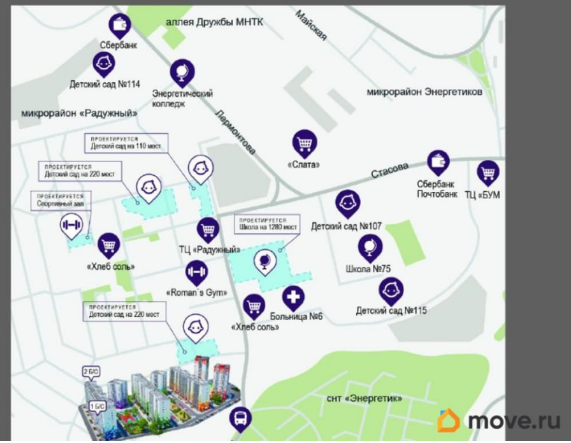 аллея Дружбы МНТК
Майская
Сбербанк
Детский сад №114
Энергетический
колледж
микрорайон Энергетиков
микрорайон «Радужный»
Лермонтова
ПРОЕКТИРУЕТСЯ
Детский сад на 110 мест
«Слата»
Стасова
ПРОЕКТИРУЕТСЯ
Детский сад на 220 мест
Сбербанк
Почтобанк
ТЦ «БУМ
ПРОЕКТИРУЕТСЯ
Спортивный зал
ПРОЕКТИРУЕТСЯ
Школа на 1280 мест
Детский сад №107
ТЦ «Радужный»
«Хлеб соль»
Школа №75
«Roman`s Gym»
ПРОЕКТИРУЕТСЯ
Детский сад на 220 мест
«Хлеб соль»
Больница №6
Детский сад №115
2 Б/С
1 Б/С
снт «Энергетик»
move.ru